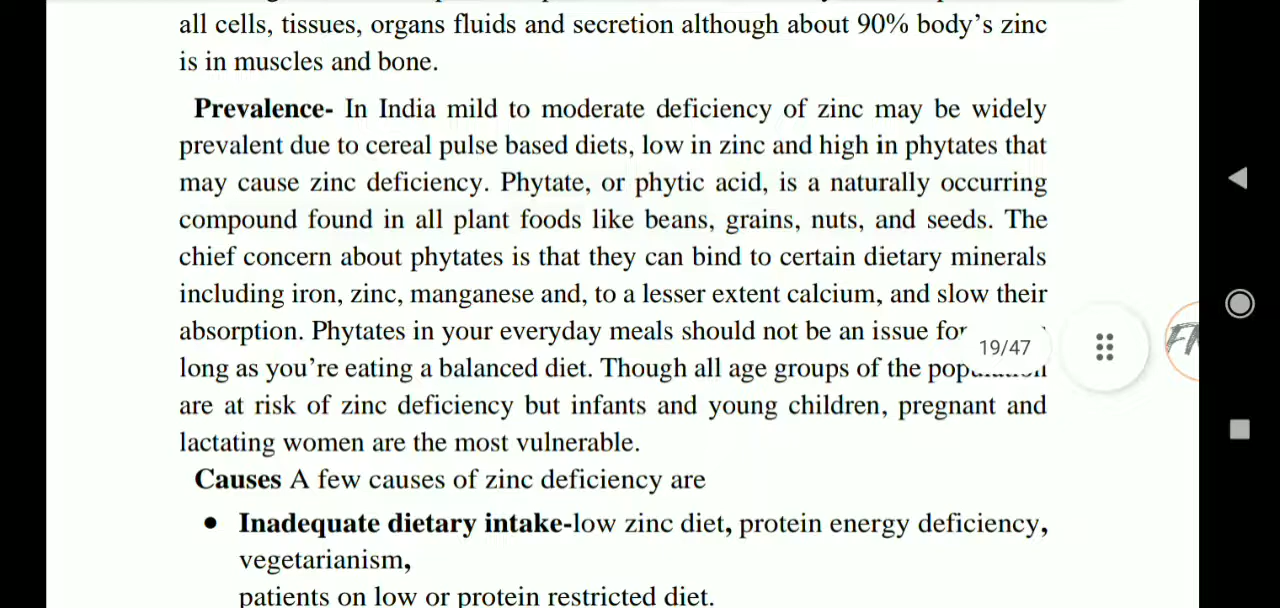 all cells, tissues, organs fluids and secretion although about 90% body’s zinc
is in muscles and bone.
Prevalence- In India mild to moderate deficiency of zinc may be widely
prevalent due to cereal pulse based diets, low in zinc and high in phytates that
may cause zinc deficiency. Phytate, or phytic acid, is a naturally occurring
compound found in all plant foods like beans, grains, nuts, and seeds. The
chief concern about phytates is that they can bind to certain dietary minerals
including iron, zinc, manganese and, to a lesser extent calcium, and slow their
absorption. Phytates in your everyday meals should not be an issue for
19/47
long as you’re eating a balanced diet. Though all age groups of the
are at risk of zinc deficiency but infants and young children, pregnant and
lactating women are the most vulnerable.
Causes A few causes of zinc deficiency are
• Inadequate dietary intake-low zinc diet, protein energy deficiency,
vegetarianism,
patients on low or protein restricted diet.